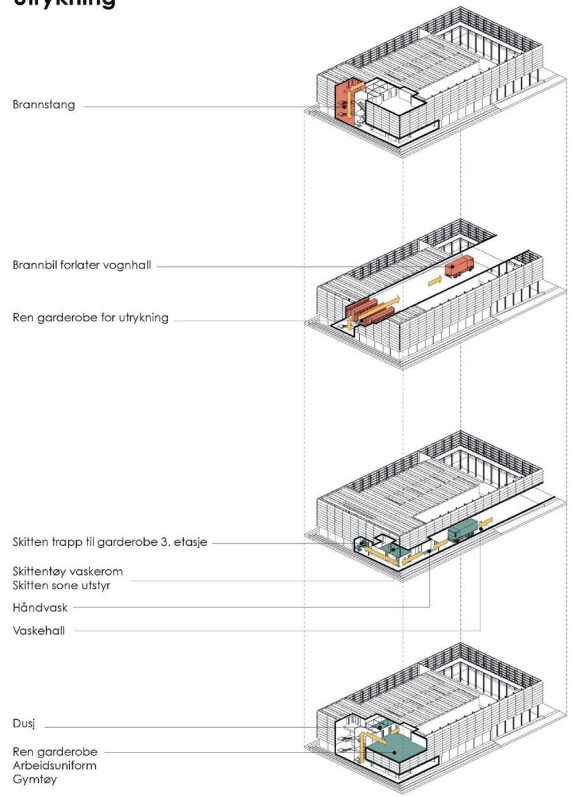 Utrykning
Brannstang
Brannbil forlater vognhall
Ren garderobe for utrykning
Skitten trapp til garderobe 3. etasje
Skittentøy vaskerom
Skitten sone utstyr
Håndvask
Vaskehall
Dusj
Ren garderobe
Arbeidsuniform
Gymtøy